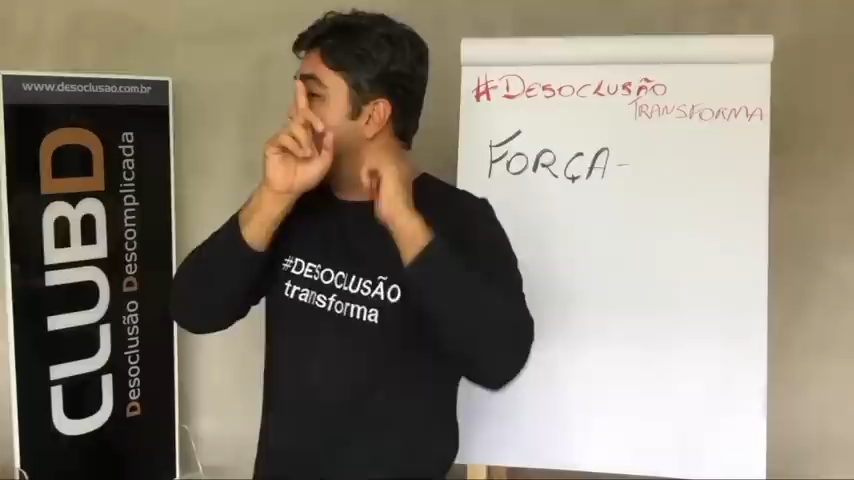 www.desoclusao.com.br
CLUBD
Desoclusão Descomplicada
#DESOCLUSÃO
transforma
#DESOCLUSÃO
TRANSFORMA
FORÇA-